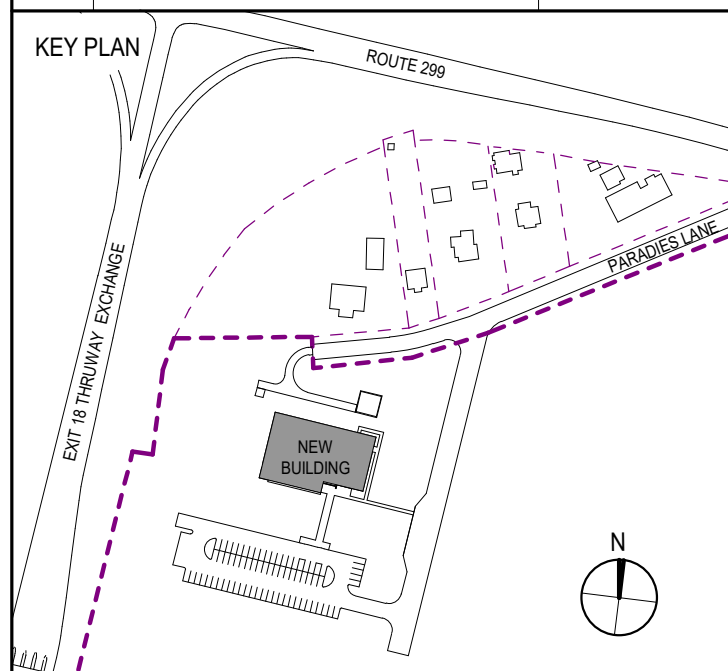 KEY PLAN
ROUTE 299
PARADIES LANE
EXIT 18 THRUWAY EXCHANGE
NEW
BUILDING
N